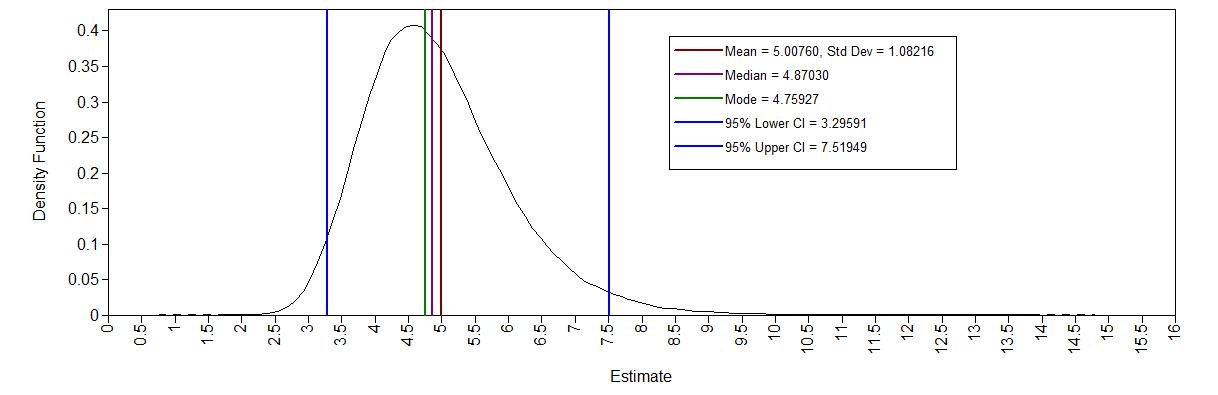 0.4
0.35
0.3
0.25
0.2
0.15
0.1
0.05
0
Density Function
Mean = 5.00760, Std Dev = 1.08216
Median = 4.87030
Mode = 4.75927
95% Lower CI = 3.29591
95% Upper CI = 7.51949
0 0.5 1 1.5 2 2.5 3 3.5 4 4.5 5 5.5 6 6.5 7 7.5 8 8.5 9 9.5 10 10.5 11 11.5 12 12.5 13 13.5 14 14.5 15 15.5 16
Estimate